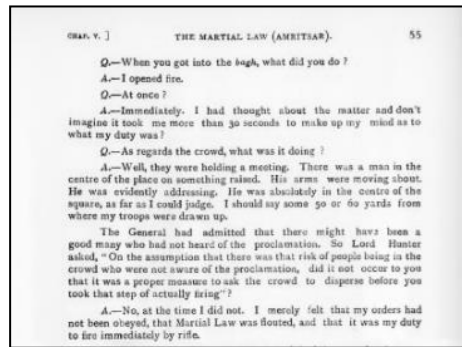 CHAP. V. ] THE MARTIAL LAW (AMRITSAR). 55
Q.—When you got into the bagh, what did you do ?
A.—I opened fire.
Q.—At once ?
A.—Immediately. I had thought about the matter and don't
imagine it took me more than 30 seconds to make up my mind as to
what my duty was ?
Q.—As regards the crowd, what was it doing ?
A.—Well, they were holding a meeting. There was a man in the
centre of the place on something raised. His arms were moving about.
He was evidently addressing. He was absolutely in the centre of the
square, as far as I could judge. I should say some 50 or 60 yards from
where my troops were drawn up.
The General had admitted that there might have been a
good many who had not heard of the proclamation. So Lord Hunter
asked, "On the assumption that there was that risk of people being in the
crowd who were not aware of the proclamation, did it not occur to you
that it was a proper measure to ask the crowd to disperse before you
took that step of actually firing"?
A.—No, at the time I did not. I merely felt that my orders had
not been obeyed, that Martial Law was flouted, and that it was my duty
to fire immediately by rifle.